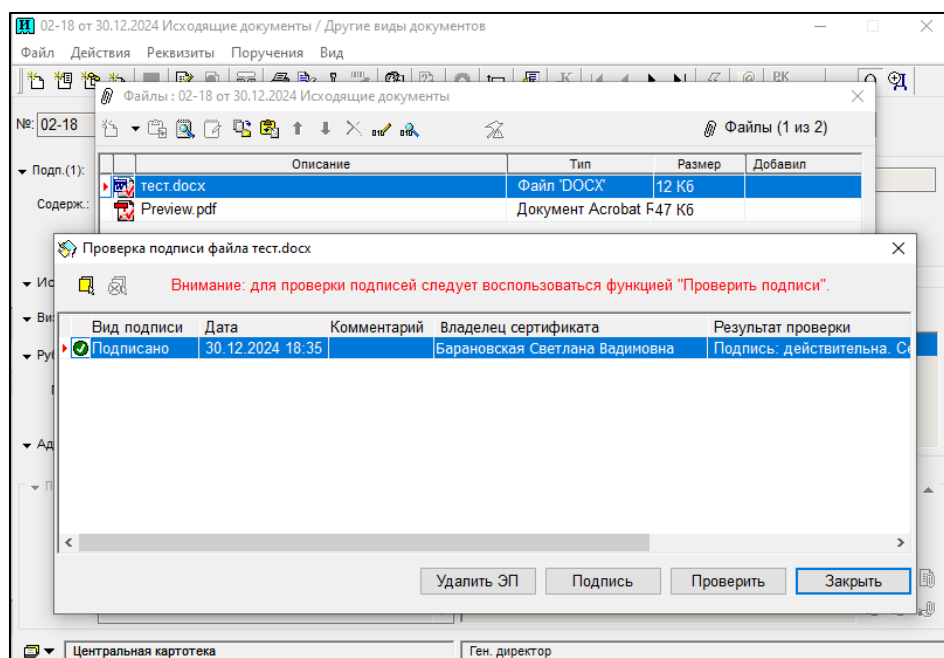 02-18 от 30.12.2024 Исходящие документы / Другие виды документов
Файл Действия Реквизиты Поручения Вид
Файлы : 02-18 от 30.12.2024 Исходящие документы
№: 02-18
Файлы (1 из 2)
Описание Тип Размер Добавил
Подп.(1):
тест.docx Файл 'DOCX' 12 Кб
Содерж.:
Preview.pdf Документ Acrobat F 47 Кб
Проверка подписи файла тест.docx
Внимание: для проверки подписей следует воспользоваться функцией "Проверить подписи".
Вид подписи Дата Комментарий Владелец сертификата Результат проверки
Подписано 30.12.2024 18:35 Барановская Светлана Вадимовна Подпись: действительна.
Удалить ЭП Подпись Проверить Закрыть
Центральная картотека Ген. директор